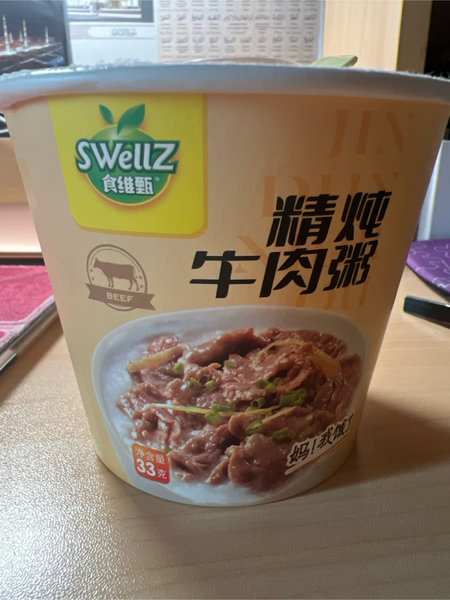 SWellZ
食维甄®
JIN
精炖
牛肉粥
BEEF
妈!我饿了
净含量
33克